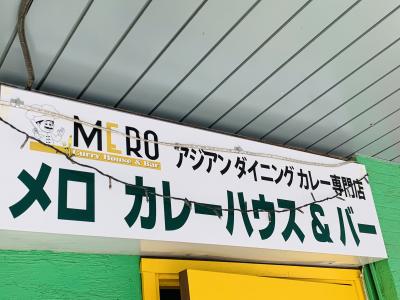 MERO
Curry House & Bar
アジアン ダイニング カレー専門店
メロ カレーハウス & バー